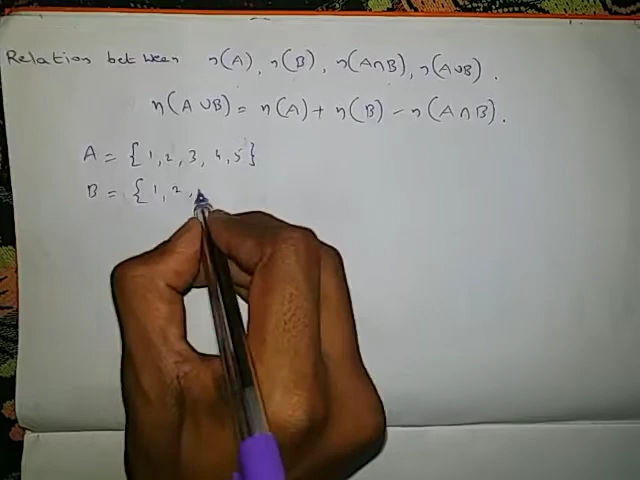 Relation between n(A), n(B), n(A∩B), n(A∪B).
n(A∪B) = n(A) + n(B) - n(A∩B).
A = {1, 2, 3, 4, 5}
B = {1, 2,